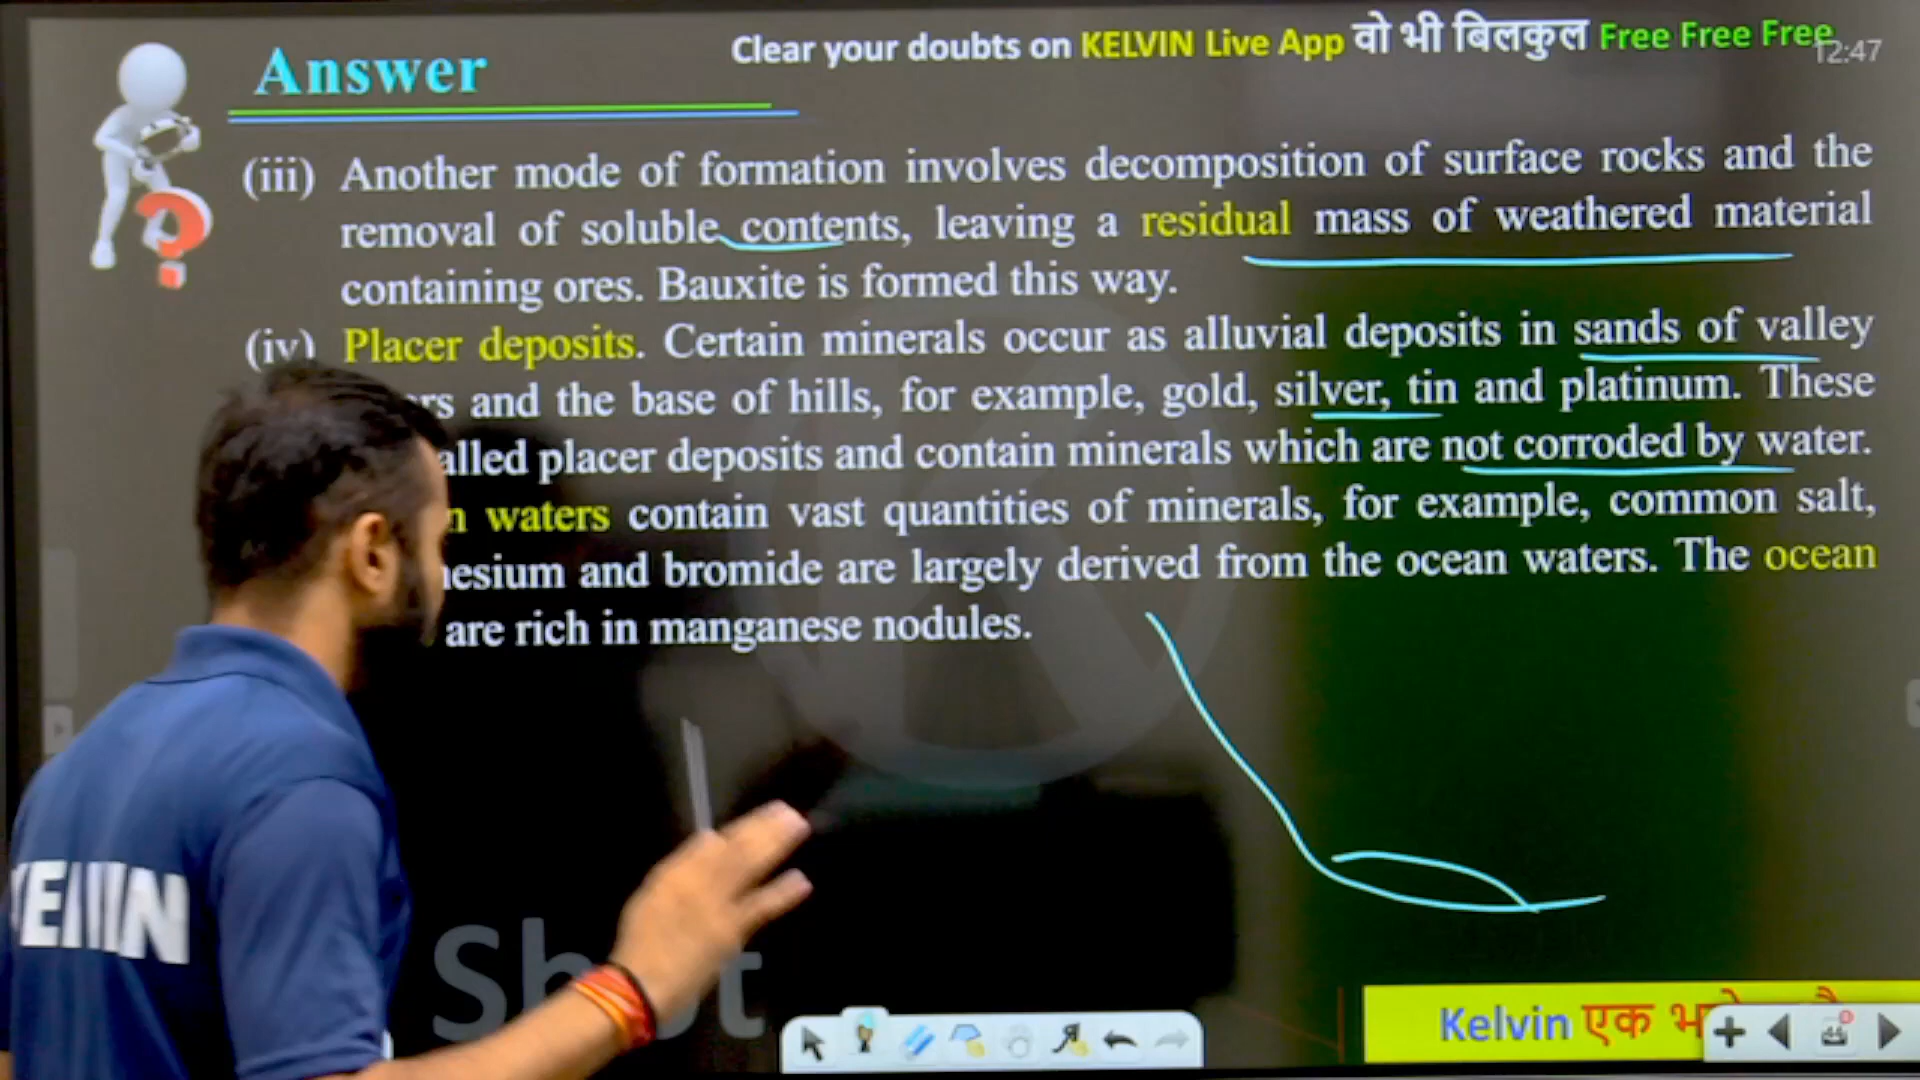 Answer
Clear your doubts on KELVIN Live App वो भी बिलकुल Free Free Free
12:47
(iii) Another mode of formation involves decomposition of surface rocks and the
removal of soluble contents, leaving a residual mass of weathered material
containing ores. Bauxite is formed this way.
(iv) Placer deposits. Certain minerals occur as alluvial deposits in sands of valley
and the base of hills, for example, gold, silver, tin and platinum. These
placer deposits and contain minerals which are not corroded by water.
waters contain vast quantities of minerals, for example, common salt,
and bromide are largely derived from the ocean waters. The ocean
are rich in manganese nodules.
Kelvin एक